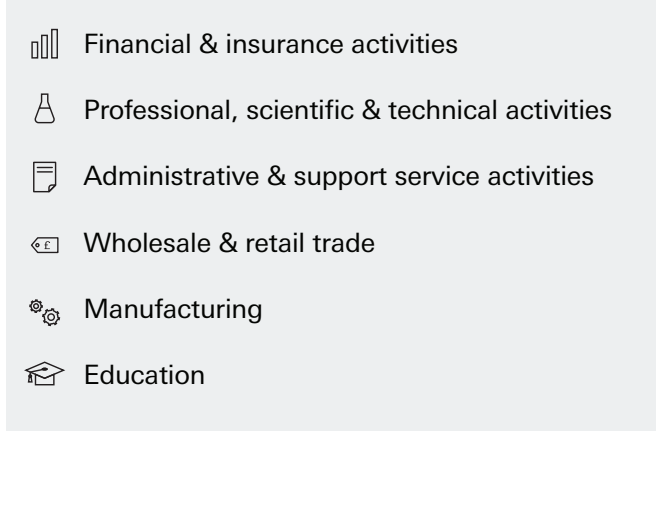 Financial & insurance activities
Professional, scientific & technical activities
Administrative & support service activities
£ Wholesale & retail trade
Manufacturing
Education